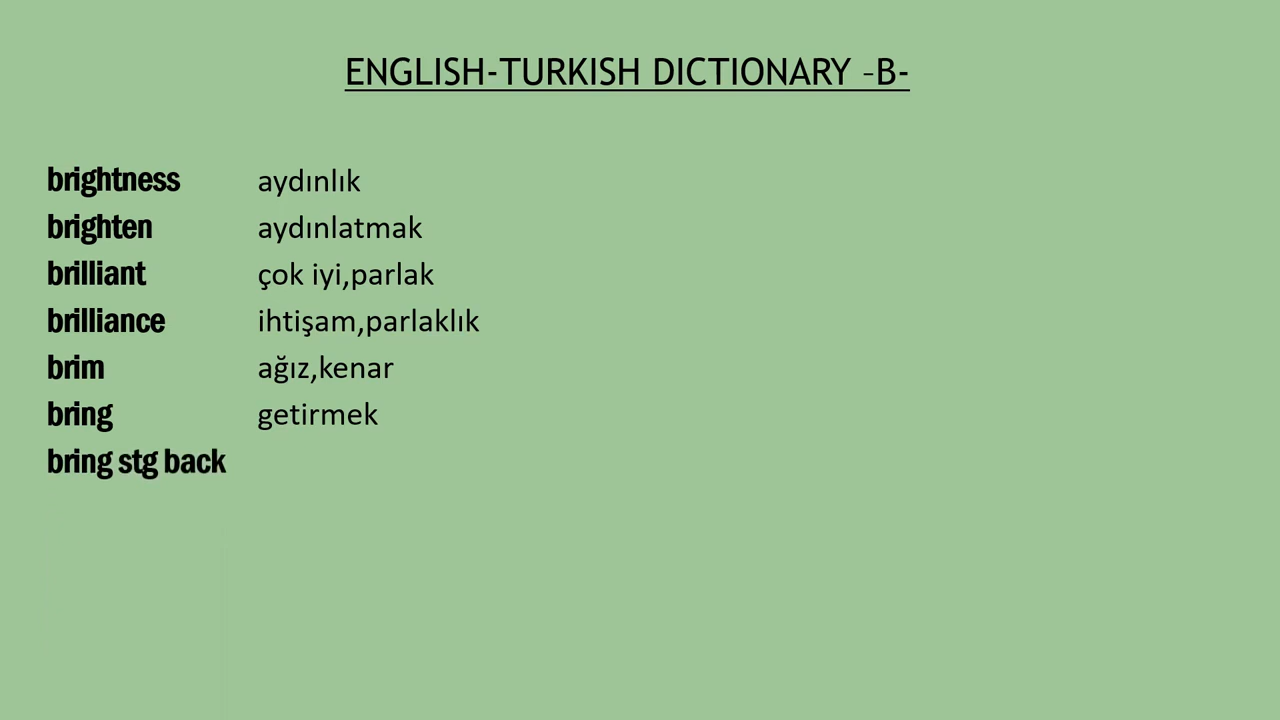 ENGLISH-TURKISH DICTIONARY –B-
brightness aydınlık
brighten aydınlatmak
brilliant çok iyi,parlak
brilliance ihtişam,parlaklık
brim ağız,kenar
bring getirmek
bring stg back